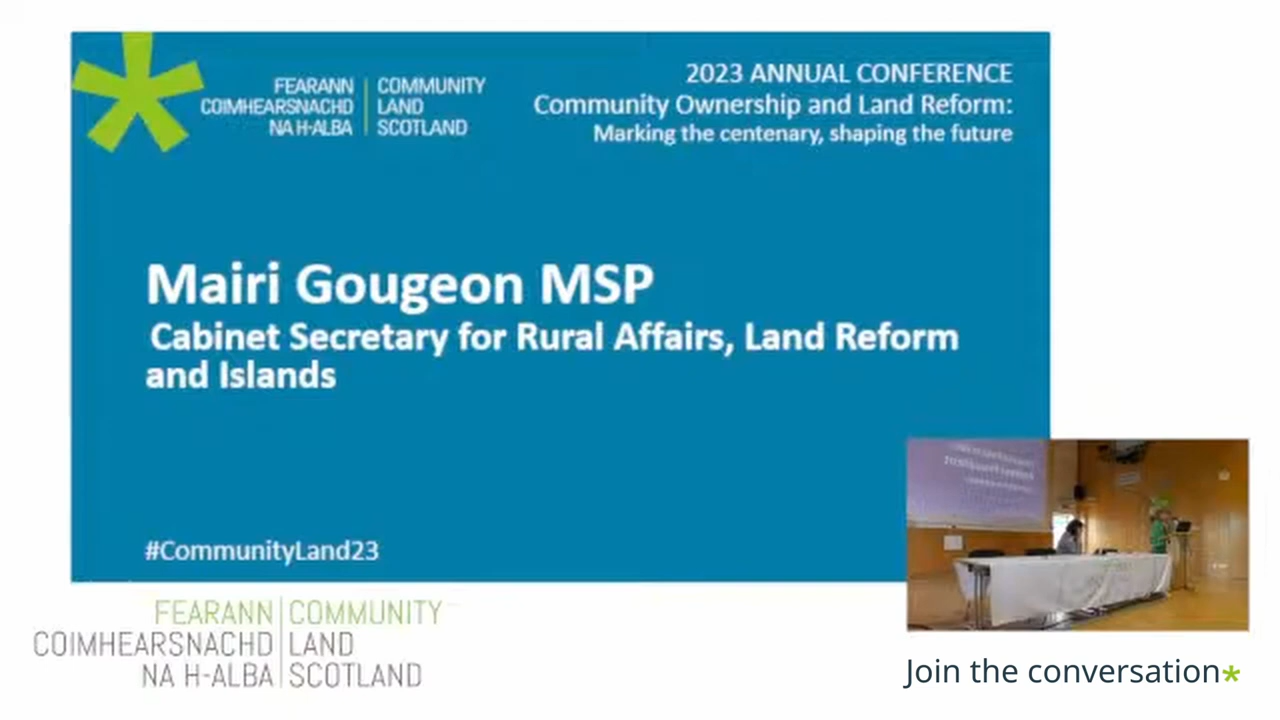 FEARANN
COIMHEARSNACHD
NA H-ALBA
COMMUNITY
LAND
SCOTLAND
2023 ANNUAL CONFERENCE
Community Ownership and Land Reform:
Marking the centenary, shaping the future
Mairi Gougeon MSP
Cabinet Secretary for Rural Affairs, Land Reform
and Islands
#CommunityLand23
FEARANN
COIMHEARSNACHD
NA H-ALBA
COMMUNITY
LAND
SCOTLAND
Join the conversation*